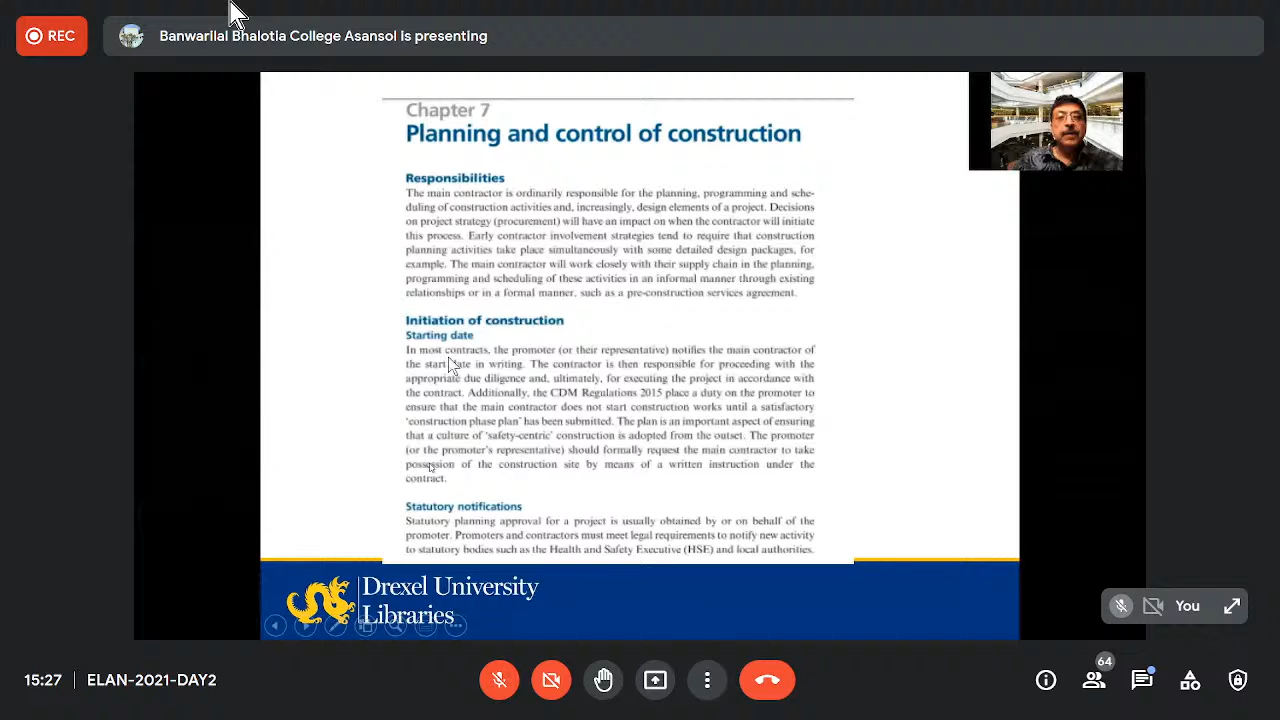 REC
Banwarilal Bhalotia College Asansol is presenting
Chapter 7
Planning and control of construction
Responsibilities
The main contractor is ordinarily responsible for the planning, programming and sche-
duling of construction activities and, increasingly, design elements of a project. Decisions
on project strategy (procurement) will have an impact on when the contractor will initiate
this process. Early contractor involvement strategies tend to require that construction
planning activities take place simultaneously with some detailed design packages, for
example. The main contractor will work closely with their supply chain in the planning,
programming and scheduling of these activities in an informal manner through existing
relationships or in a formal manner, such as a pre-construction services agreement.
Initiation of construction
Starting date
In most contracts, the promoter (or their representative) notifies the main contractor of
the start date in writing. The contractor is then responsible for proceeding with the
appropriate due diligence and, ultimately, for executing the project in accordance with
the contract. Additionally, the CDM Regulations 2015 place a duty on the promoter to
ensure that the main contractor does not start construction works until a satisfactory
'construction phase plan' has been submitted. The plan is an important aspect of ensuring
that a culture of 'safety-centric' construction is adopted from the outset. The promoter
(or the promoter's representative) should formally request the main contractor to take
possession of the construction site by means of a written instruction under the
contract.
Statutory notifications
Statutory planning approval for a project is usually obtained by or on behalf of the
promoter. Promoters and contractors must meet legal requirements to notify new activity
to statutory bodies such as the Health and Safety Executive (HSE) and local authorities.
Drexel University
Libraries
You
64
15:27 | ELAN-2021-DAY2